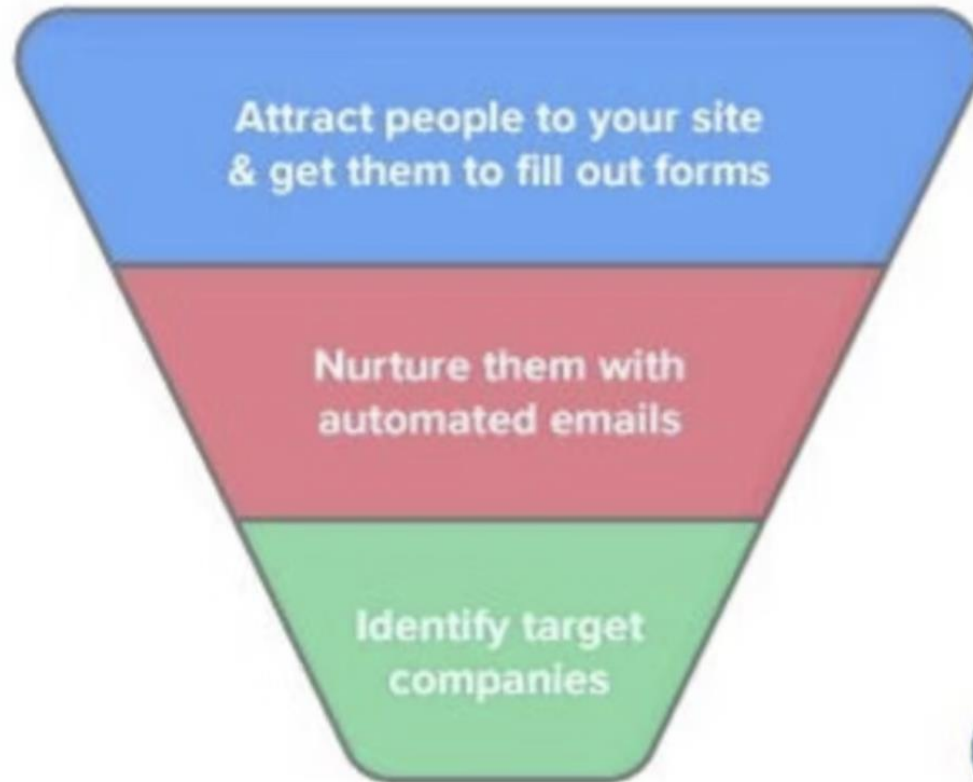 Attract people to your site
& get them to fill out forms
Nurture them with
automated emails
Identify target
companies